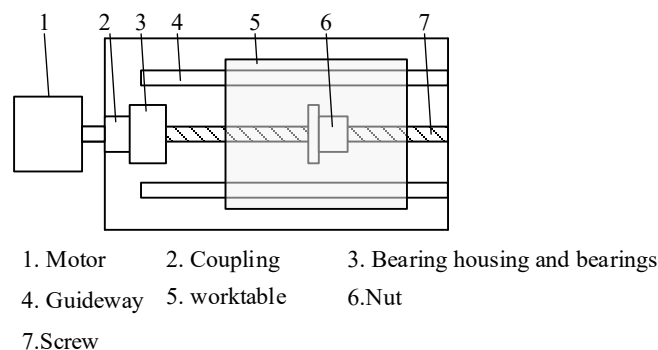 1 2 3 4 5 6 7
1. Motor 2. Coupling 3. Bearing housing and bearings
4. Guideway 5. worktable 6.Nut
7.Screw